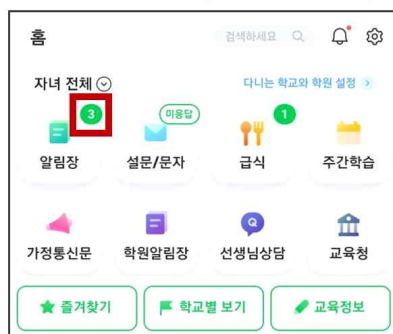 홈
검색하세요
자녀 전체
다니는 학교와 학원 설정 >
3
미응답
1
알림장
설문/문자
급식
주간학습
Q
가정통신문
학원알림장
선생님상담
교육청
즐겨찾기
학교별 보기
교육정보